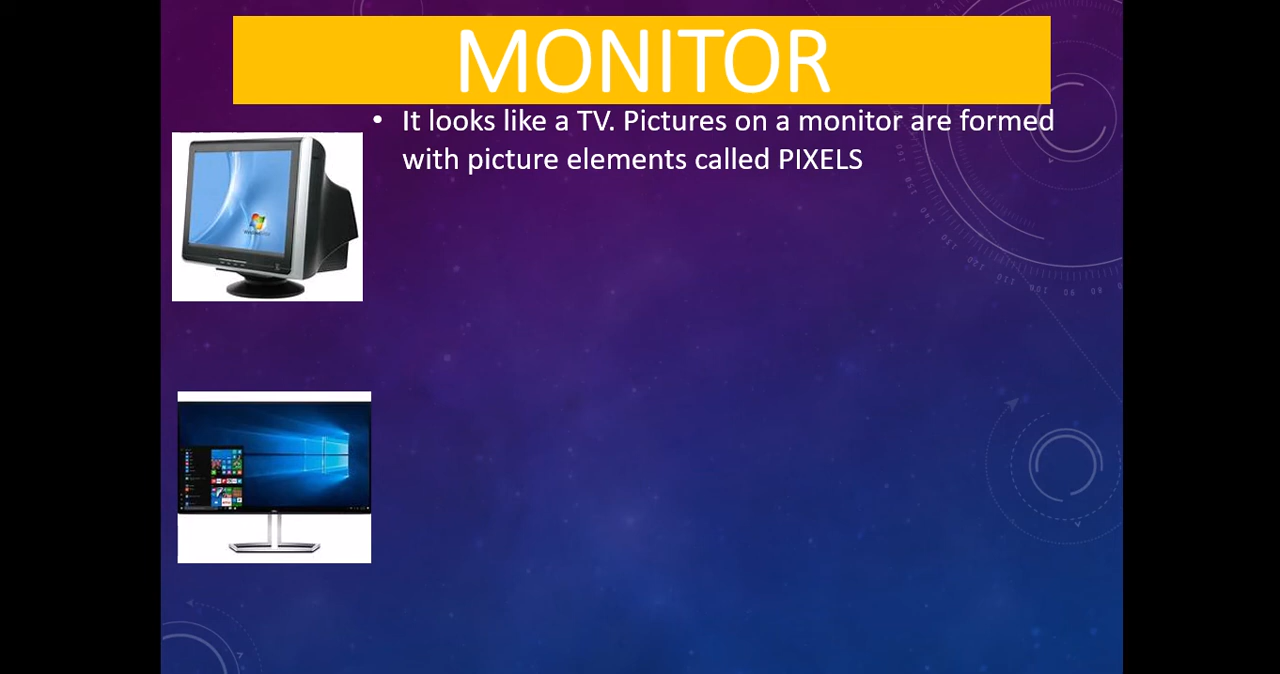 MONITOR
• It looks like a TV. Pictures on a monitor are formed
with picture elements called PIXELS